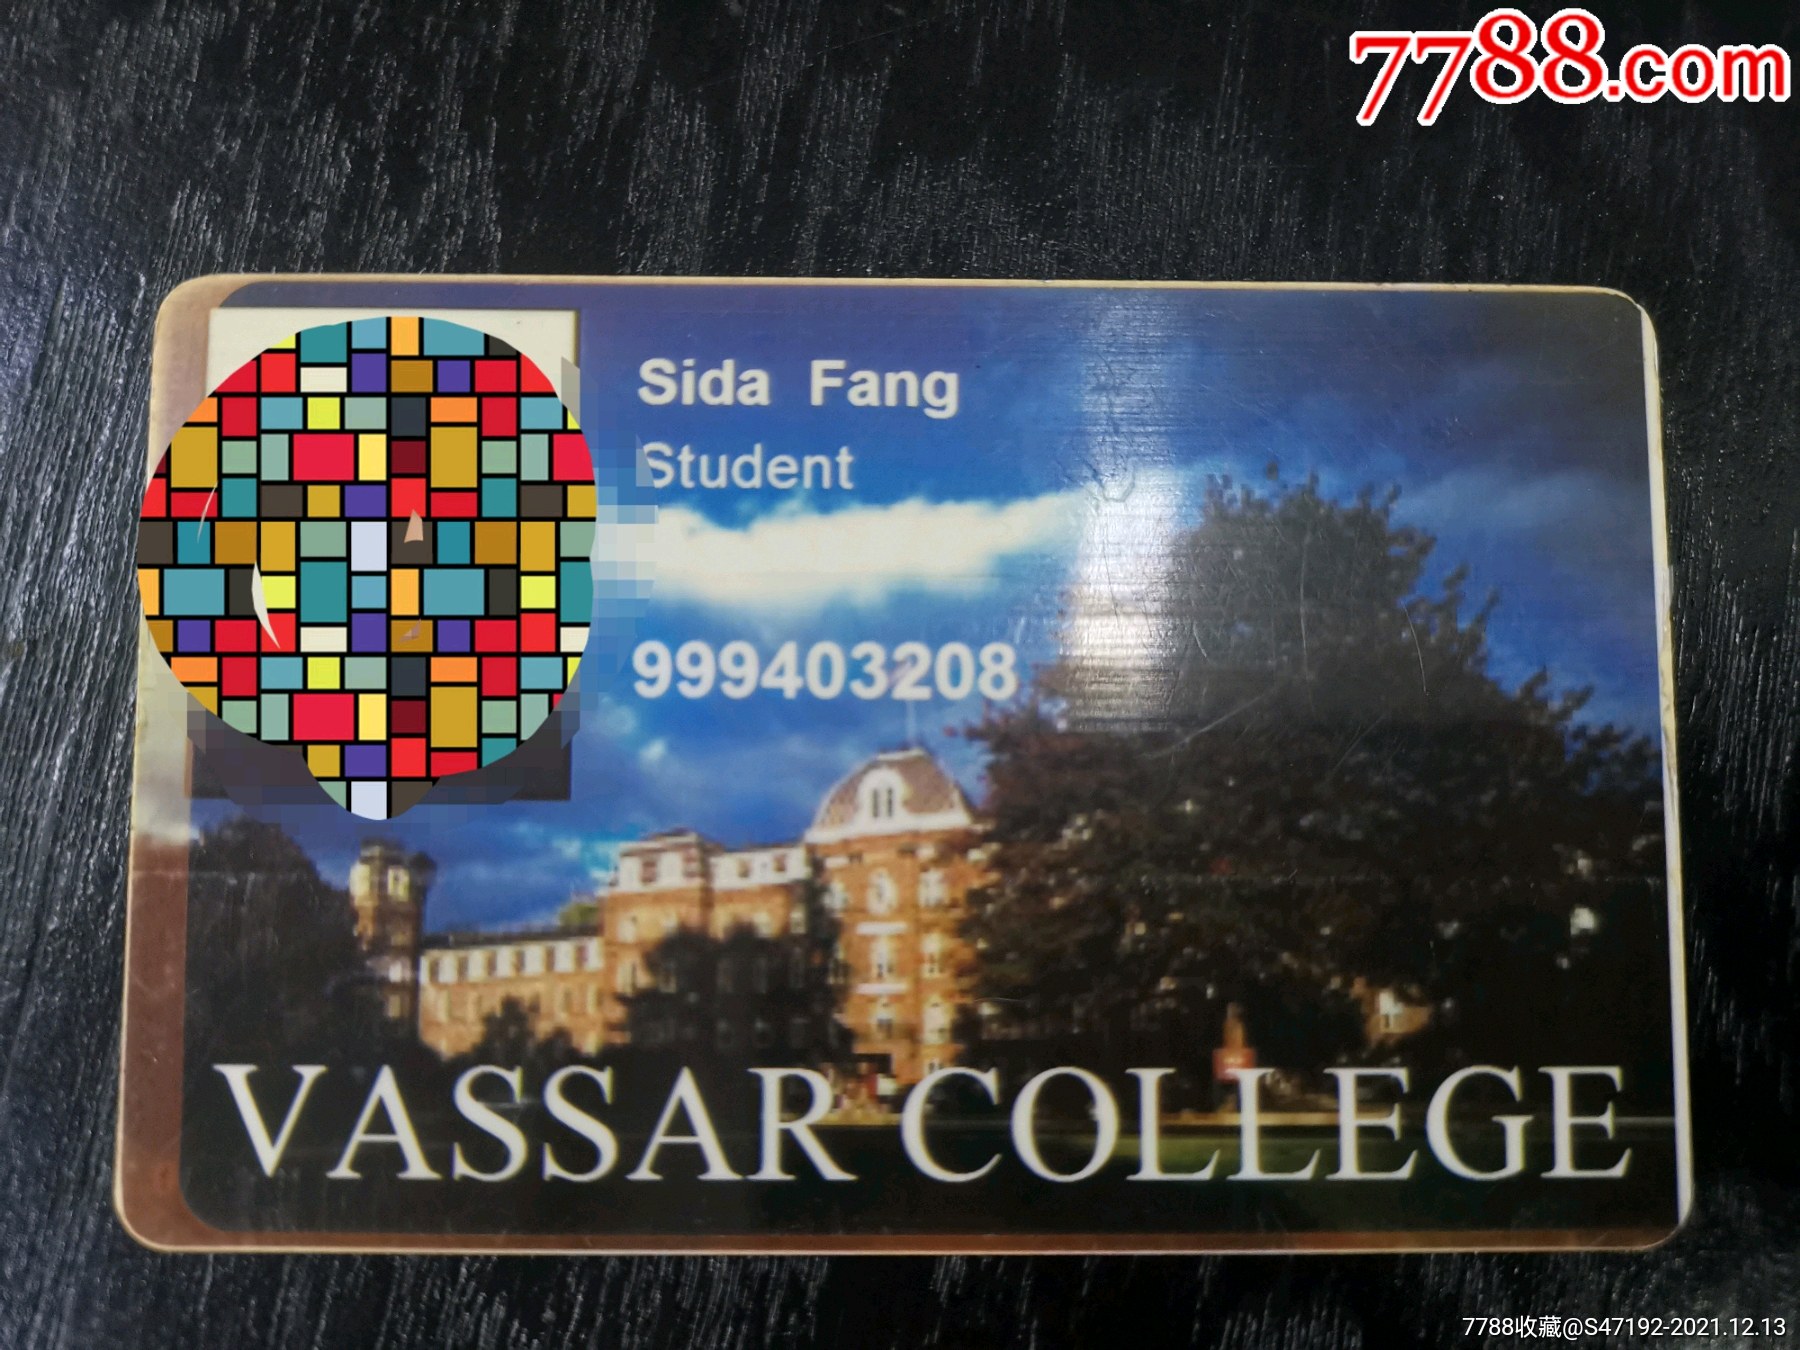 7788.com
Sida Fang
Student
999403208
VASSAR COLLEGE
7788收藏@S47192-2021.12.13